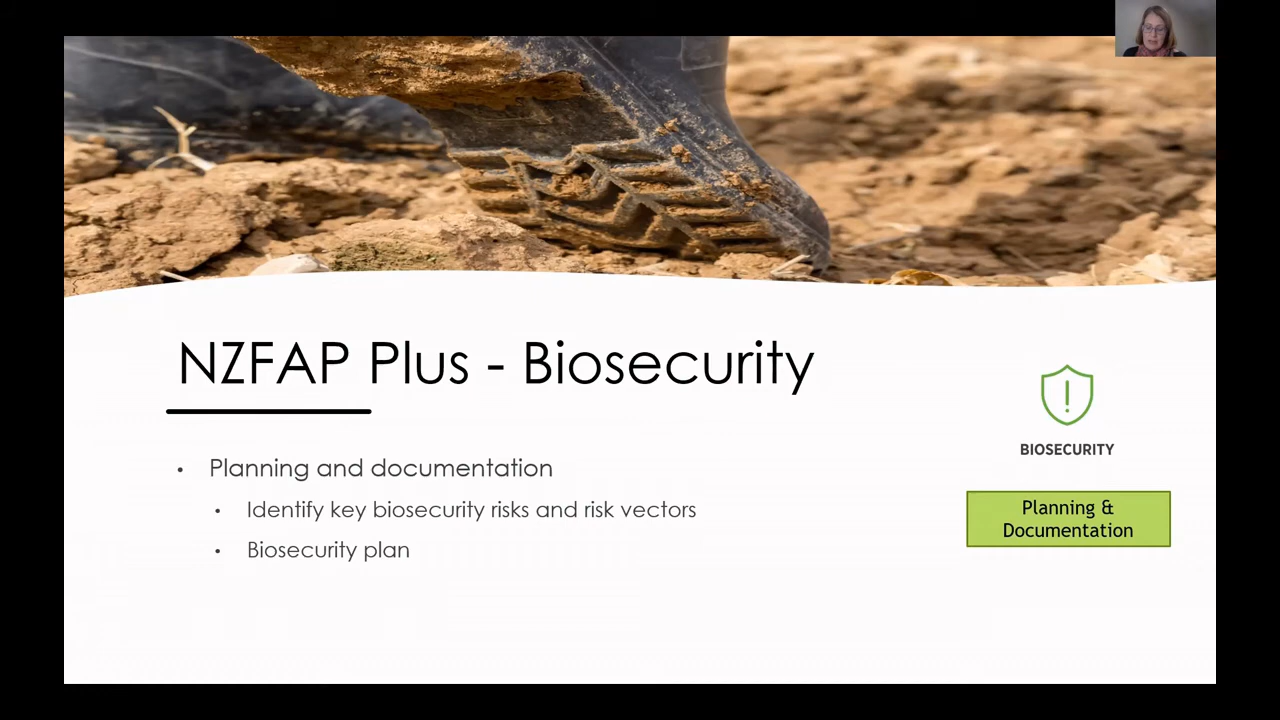 NZFAP Plus - Biosecurity
• Planning and documentation
• Identify key biosecurity risks and risk vectors
• Biosecurity plan
BIOSECURITY
Planning &
Documentation